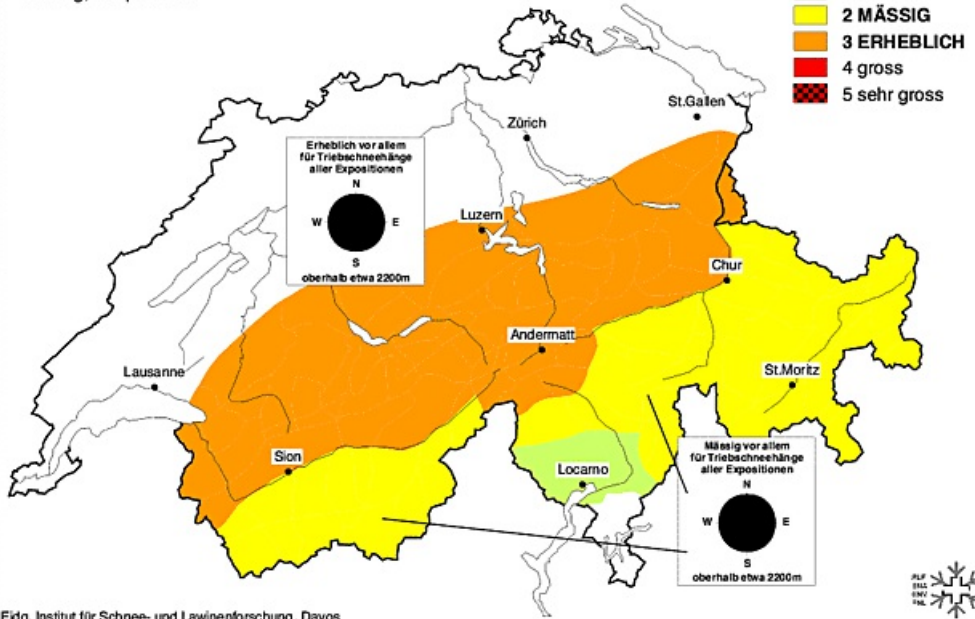 2 MÄSSIG
3 ERHEBLICH
4 gross
5 sehr gross
St.Gallen
Zürich
Erheblich vor allem
für Triebschneehänge
aller Expositionen
N
W E
S
oberhalb etwa 2200m
Luzern
Chur
Andermatt
Lausanne
St.Moritz
Sion
Locarno
Mässig vor allem
für Triebschneehänge
aller Expositionen
N
W E
S
oberhalb etwa 2200m
SLF
Eidg. Institut für Schnee- und Lawinenforschung, Davos